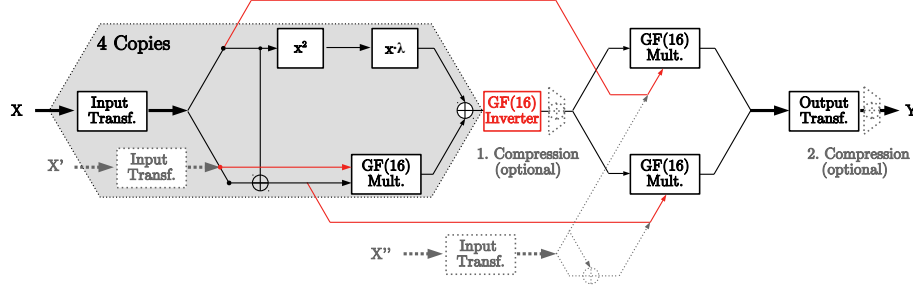 4 Copies
x²
x·λ
GF(16)
Mult.
X
Input
Transf.
GF(16)
Inverter
Output
Transf.
Y
X'
Input
Transf.
GF(16)
Mult.
1. Compression
(optional)
GF(16)
Mult.
2. Compression
(optional)
X''
Input
Transf.